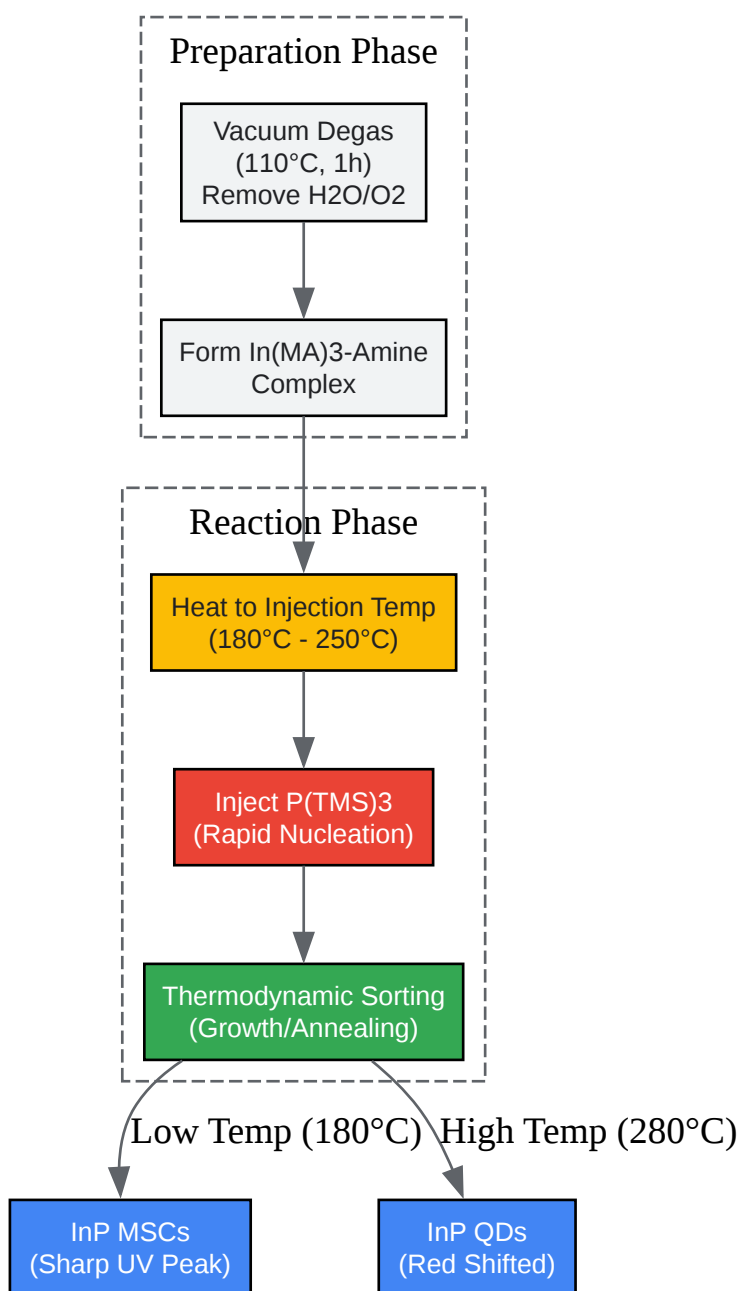 Preparation Phase
Vacuum Degas
(110°C, 1h)
Remove H2O/O2
Form In(MA)3-Amine
Complex
Reaction Phase
Heat to Injection Temp
(180°C - 250°C)
Inject P(TMS)3
(Rapid Nucleation)
Thermodynamic Sorting
(Growth/Annealing)
Low Temp (180°C)
High Temp (280°C)
InP MSCs
(Sharp UV Peak)
InP QDs
(Red Shifted)